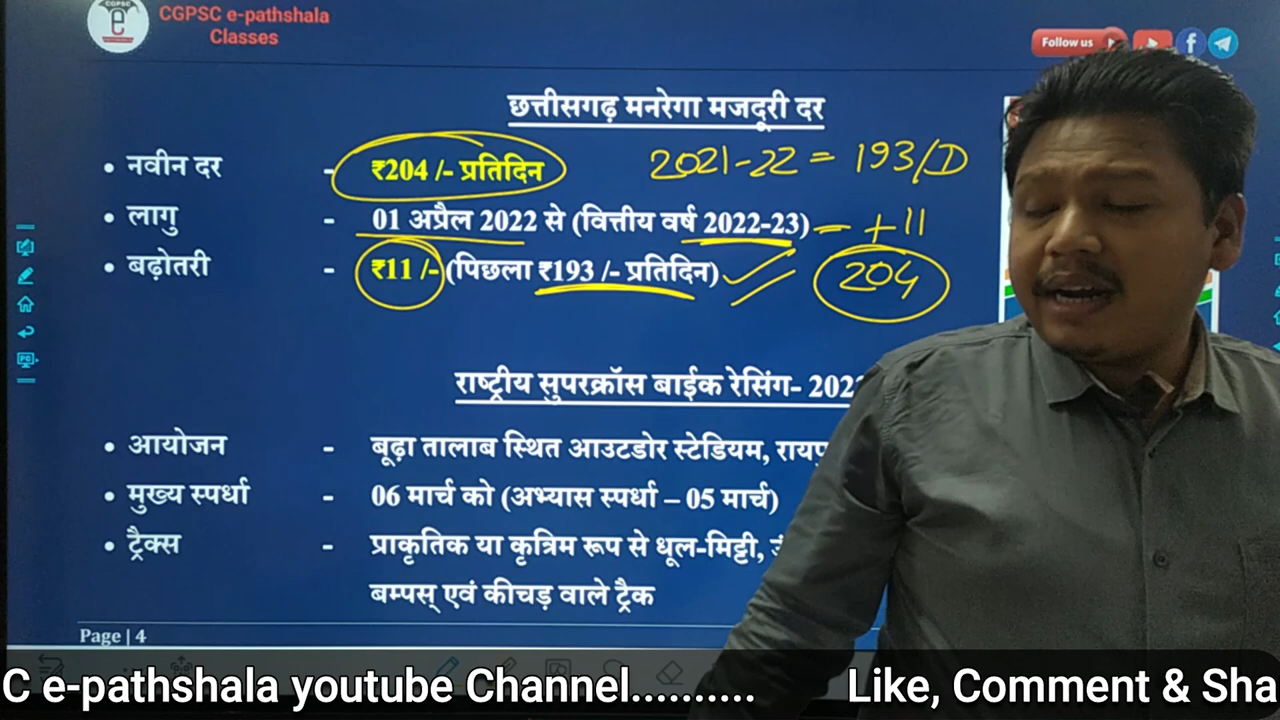 CGPSC
e
CGPSC e-pathshala
Classes
Follow us
छत्तीसगढ़ मनरेगा मजदूरी दर
• नवीन दर - ₹204 /- प्रतिदिन 2021-22 = 193/D
• लागु - 01 अप्रैल 2022 से (वित्तीय वर्ष 2022-23) = +11
• बढ़ोतरी - ₹11 /- (पिछला ₹193 /- प्रतिदिन) 204
राष्ट्रीय सुपरक्रॉस बाईक रेसिंग-
• आयोजन - बूढ़ा तालाब स्थित आउटडोर स्टेडियम,
• मुख्य स्पर्धा - 06 मार्च को (अभ्यास स्पर्धा – 05 मार्च)
• ट्रैक्स - प्राकृतिक या कृत्रिम रूप से धूल-मिट्टी,
बम्पस् एवं कीचड़ वाले ट्रैक
Page | 4
C e-pathshala youtube Channel.......... Like, Comment & Sha